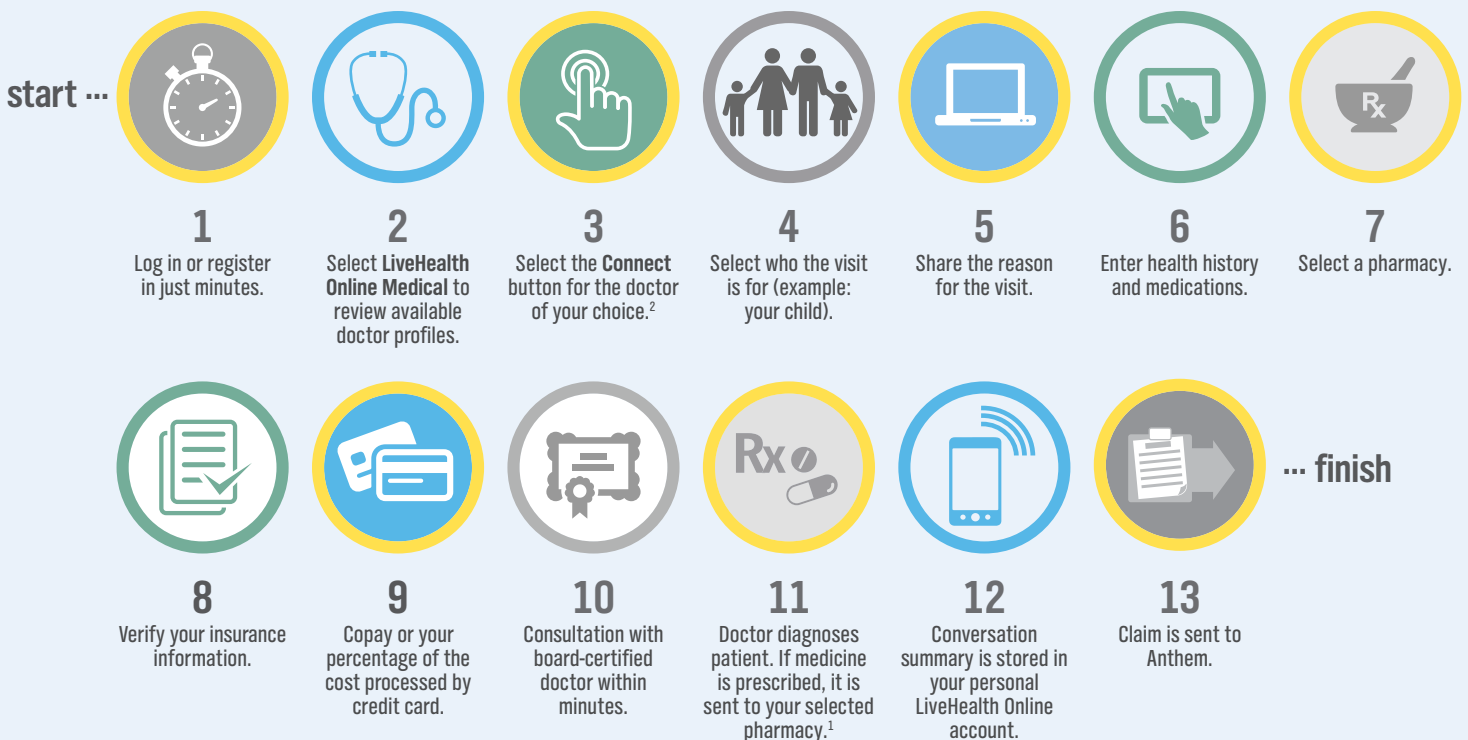 start ...
1
Log in or register
in just minutes.
2
Select LiveHealth
Online Medical to
review available
doctor profiles.
3
Select the Connect
button for the doctor
of your choice.2
4
Select who the visit
is for (example:
your child).
5
Share the reason
for the visit.
6
Enter health history
and medications.
Rx
7
Select a pharmacy.
8
Verify your insurance
information.
9
Copay or your
percentage of the
cost processed by
credit card.
10
Consultation with
board-certified
doctor within
minutes.
Rx
11
Doctor diagnoses
patient. If medicine
is prescribed, it is
sent to your selected
pharmacy.1
12
Conversation
summary is stored in
your personal
LiveHealth Online
account.
13
Claim is sent to
Anthem.
... finish